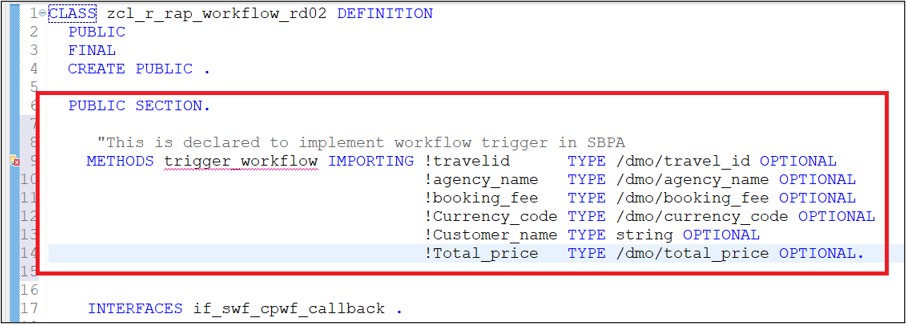 1 CLASS zcl_r_rap_workflow_rd02 DEFINITION
2 PUBLIC
3 FINAL
4 CREATE PUBLIC .
5
6 PUBLIC SECTION.
7
8 "This is declared to implement workflow trigger in SBPA
9 METHODS trigger_workflow IMPORTING !travelid TYPE /dmo/travel_id OPTIONAL
10 !agency_name TYPE /dmo/agency_name OPTIONAL
11 !booking_fee TYPE /dmo/booking_fee OPTIONAL
12 !Currency_code TYPE /dmo/currency_code OPTIONAL
13 !Customer_name TYPE string OPTIONAL
14 !Total_price TYPE /dmo/total_price OPTIONAL.
15
16
17 INTERFACES if_swf_cpwf_callback .